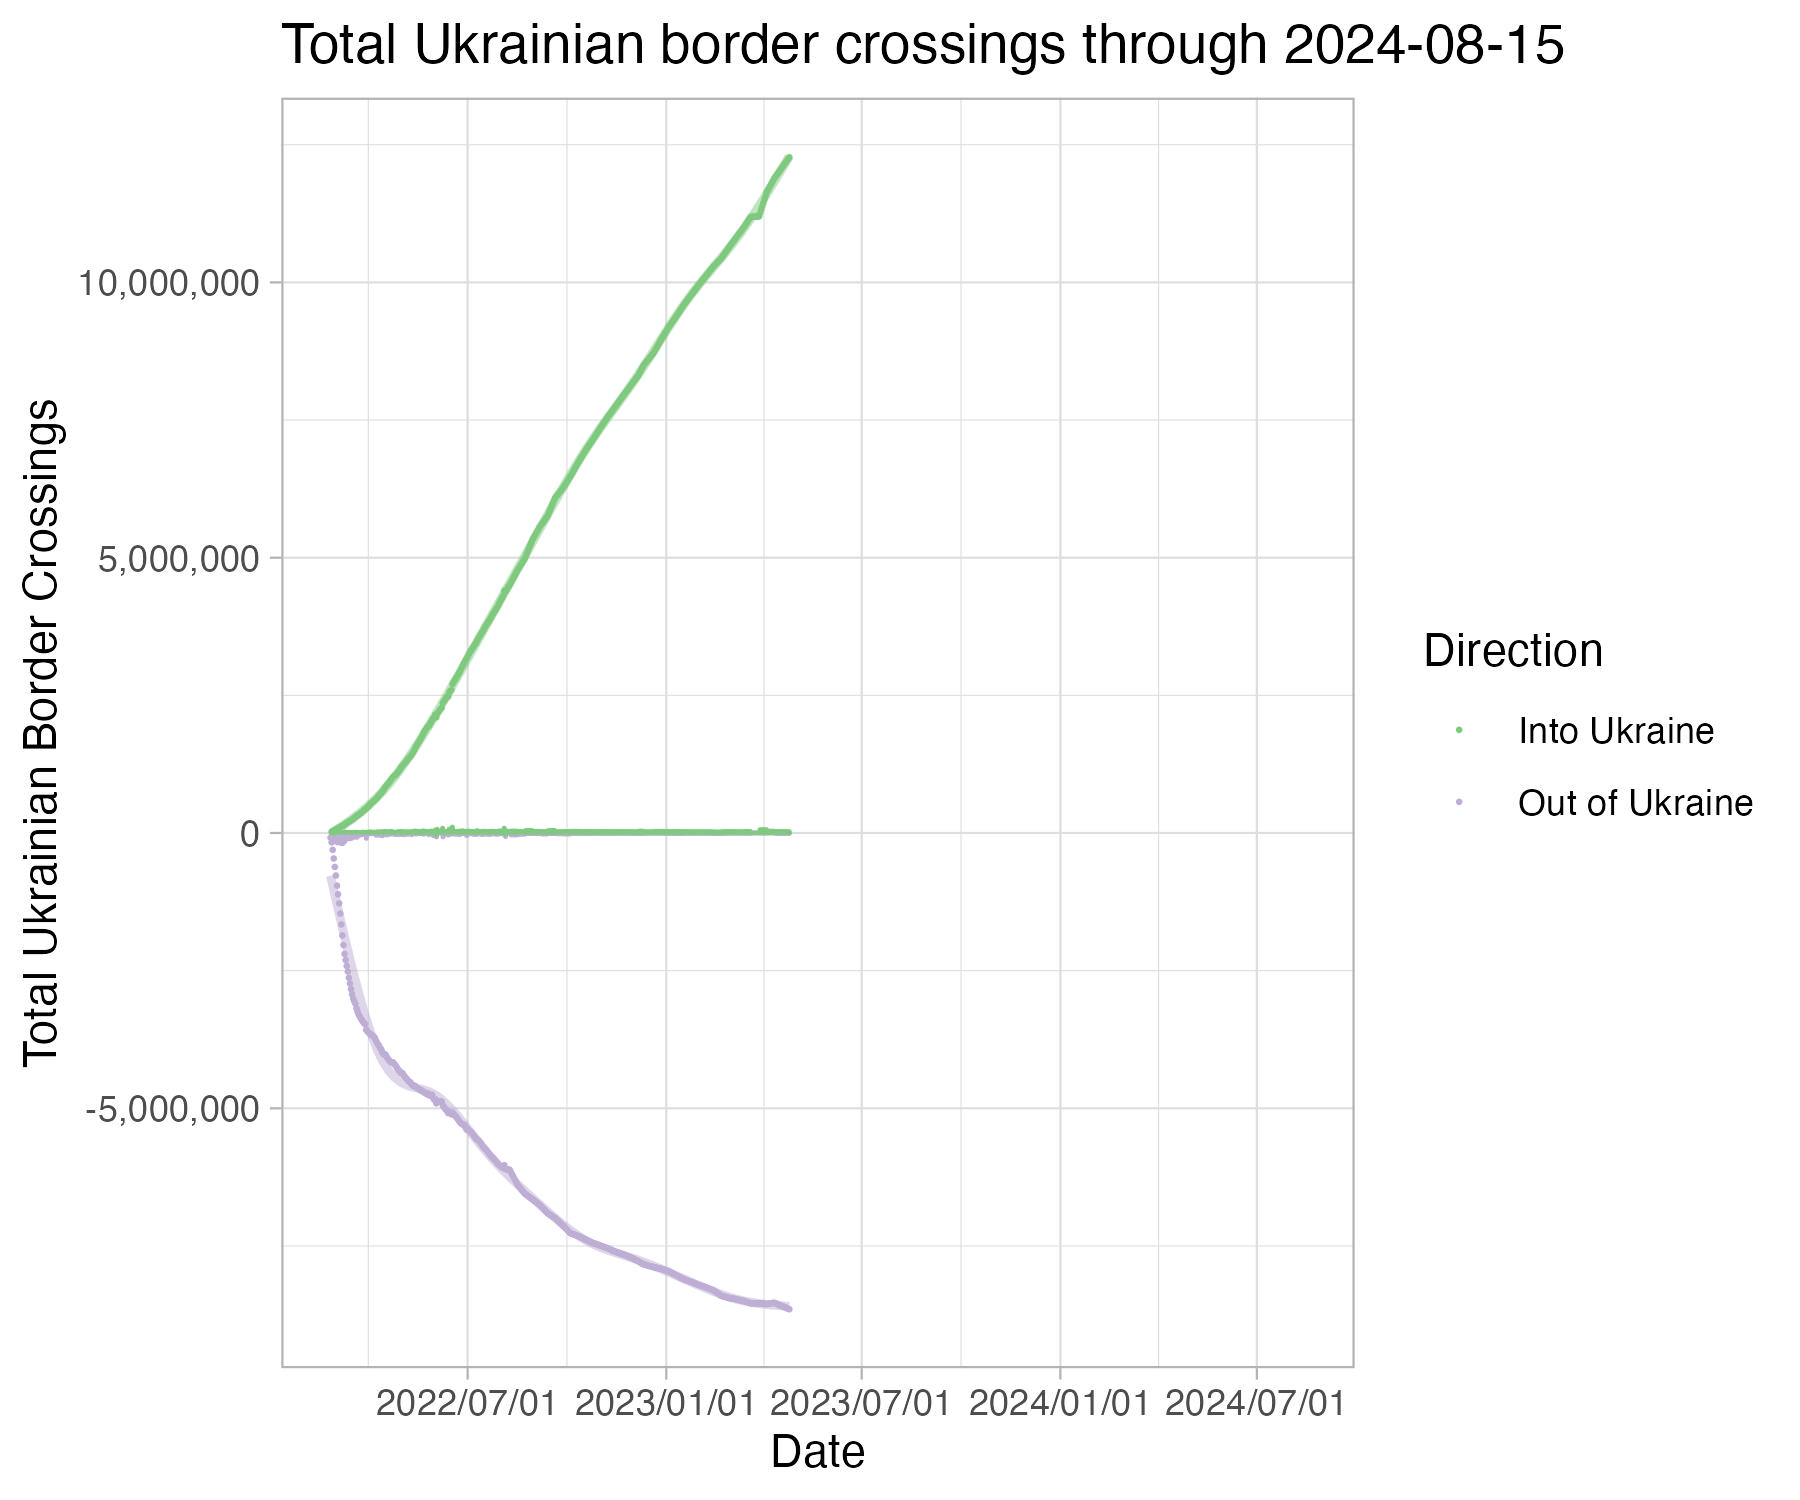 Total Ukrainian border crossings through 2024-08-15
Total Ukrainian Border Crossings
10,000,000
5,000,000
0
-5,000,000
2022/07/01
2023/01/01
2023/07/01
2024/01/01
2024/07/01
Date
Direction
Into Ukraine
Out of Ukraine